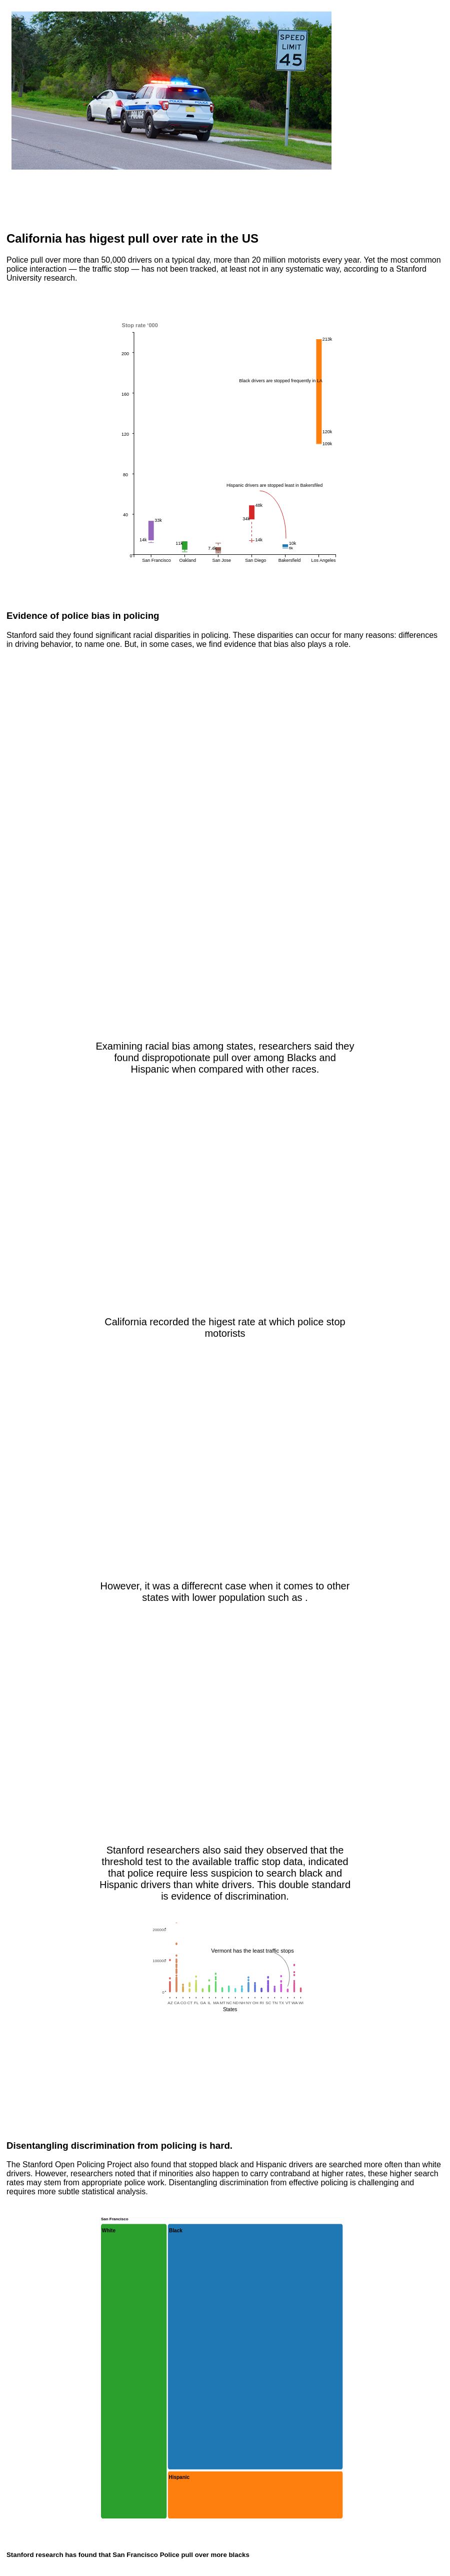 SPEED
LIMIT
45
California has higest pull over rate in the US
Police pull over more than 50,000 drivers on a typical day, more than 20 million motorists every year. Yet the most common
police interaction — the traffic stop — has not been tracked, at least not in any systematic way, according to a Stanford
University research.
Stop rate '000
213k
200
Black drivers are stopped frequently in LA
160
120k
120
109k
80
Hispanic drivers are stopped least in Bakersfiled
48k
40
34k
33k
14k
11k
14k
10k
9k
0
San Francisco Oakland San Jose San Diego Bakersfield Los Angeles
Evidence of police bias in policing
Stanford said they found significant racial disparities in policing. These disparities can occur for many reasons: differences
in driving behavior, to name one. But, in some cases, we find evidence that bias also plays a role.
Examining racial bias among states, researchers said they
found dispropotionate pull over among Blacks and
Hispanic when compared with other races.
California recorded the higest rate at which police stop
motorists
However, it was a differecnt case when it comes to other
states with lower population such as .
Stanford researchers also said they observed that the
threshold test to the available traffic stop data, indicated
that police require less suspicion to search black and
Hispanic drivers than white drivers. This double standard
is evidence of discrimination.
Vermont has the least traffic stops
AZ CA CO CT FL GA IL MA MT NC ND NH NY OH RI SC TN TX VT WA WI
States
Disentangling discrimination from policing is hard.
The Stanford Open Policing Project also found that stopped black and Hispanic drivers are searched more often than white
drivers. However, researchers noted that if minorities also happen to carry contraband at higher rates, these higher search
rates may stem from appropriate police work. Disentangling discrimination from effective policing is challenging and
requires more subtle statistical analysis.
San Francisco
White
Black
Hispanic
Stanford research has found that San Francisco Police pull over more blacks